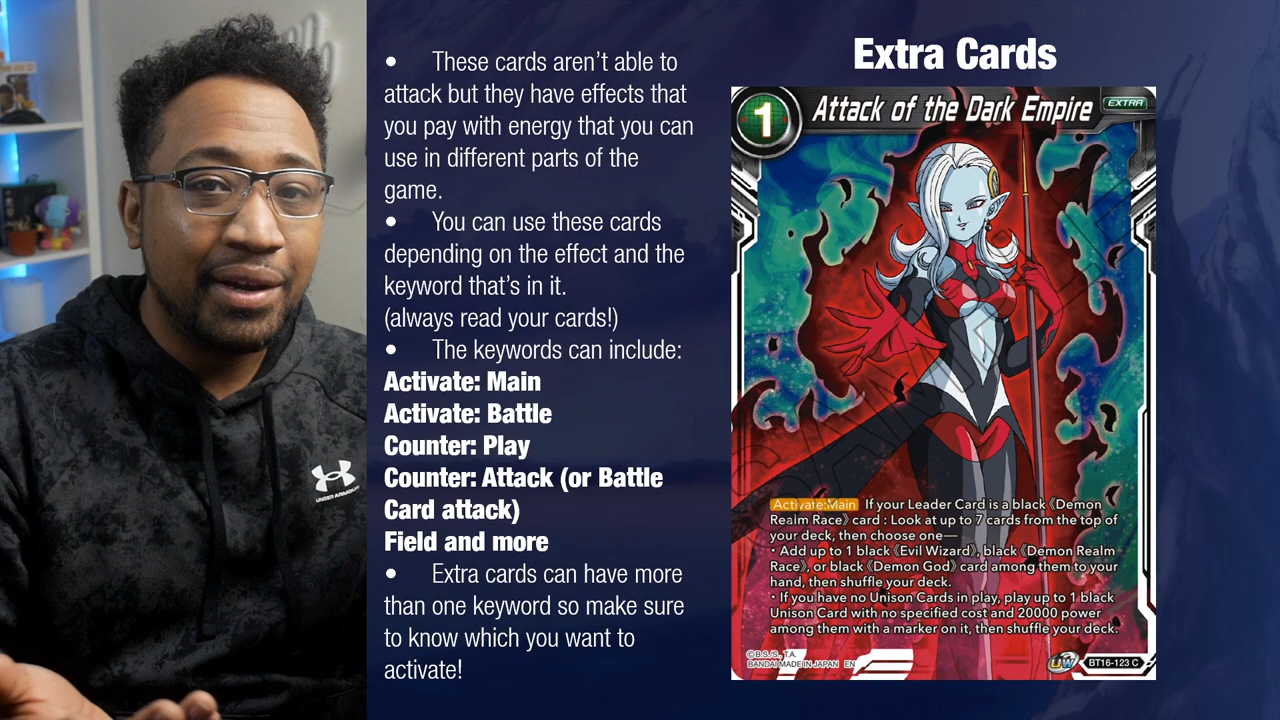 • These cards aren’t able to
attack but they have effects that
you pay with energy that you can
use in different parts of the
game.
• You can use these cards
depending on the effect and the
keyword that’s in it.
(always read your cards!)
• The keywords can include:
Activate: Main
Activate: Battle
Counter: Play
Counter: Attack (or Battle
Card attack)
Field and more
• Extra cards can have more
than one keyword so make sure
to know which you want to
activate!
UNDER ARMOUR
Extra Cards
1
Attack of the Dark Empire
EXTRA
Activate:Main If your Leader Card is a black 《Demon
Realm Race》 card : Look at up to 7 cards from the top of
your deck, then choose one—
・Add up to 1 black 《Evil Wizard》, black 《Demon Realm
Race》, or black 《Demon God》 card among them to your
hand, then shuffle your deck.
・If you have no Unison Cards in play, play up to 1 black
Unison Card with no specified cost and 20000 power
among them with a marker on it, then shuffle your deck.
©B.S./S., T.A.
BANDAI MADE IN JAPAN EN
UW
BT16-123 C